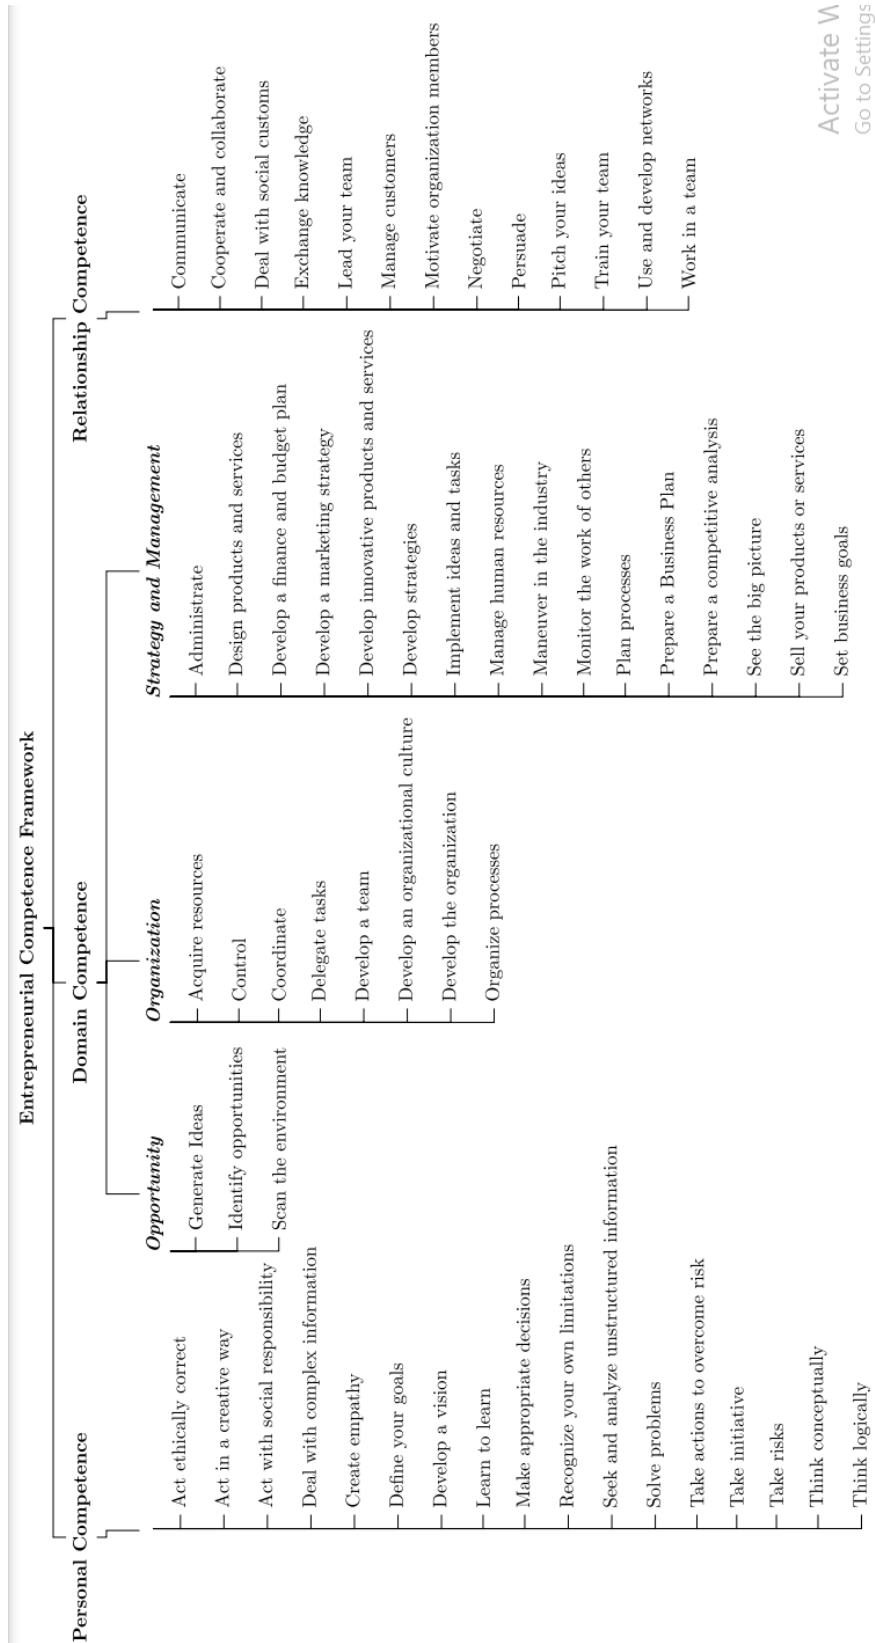 Entrepreneurial Competence Framework
Personal Competence
Act ethically correct
Act in a creative way
Act with social responsibility
Deal with complex information
Create empathy
Define your goals
Develop a vision
Learn to learn
Make appropriate decisions
Recognize your own limitations
Seek and analyze unstructured information
Solve problems
Take actions to overcome risk
Take initiative
Take risks
Think conceptually
Think logically
Domain Competence
Opportunity
Generate Ideas
Identify opportunities
Scan the environment
Organization
Acquire resources
Control
Coordinate
Delegate tasks
Develop a team
Develop an organizational culture
Develop the organization
Organize processes
Strategy and Management
Administrate
Design products and services
Develop a finance and budget plan
Develop a marketing strategy
Develop innovative products and services
Develop strategies
Implement ideas and tasks
Manage human resources
Maneuver in the industry
Monitor the work of others
Plan processes
Prepare a Business Plan
Prepare a competitive analysis
See the big picture
Sell your products or services
Set business goals
Relationship Competence
Communicate
Cooperate and collaborate
Deal with social customs
Exchange knowledge
Lead your team
Manage customers
Motivate organization members
Negotiate
Persuade
Pitch your ideas
Train your team
Use and develop networks
Work in a team
Activate W
Go to Settings